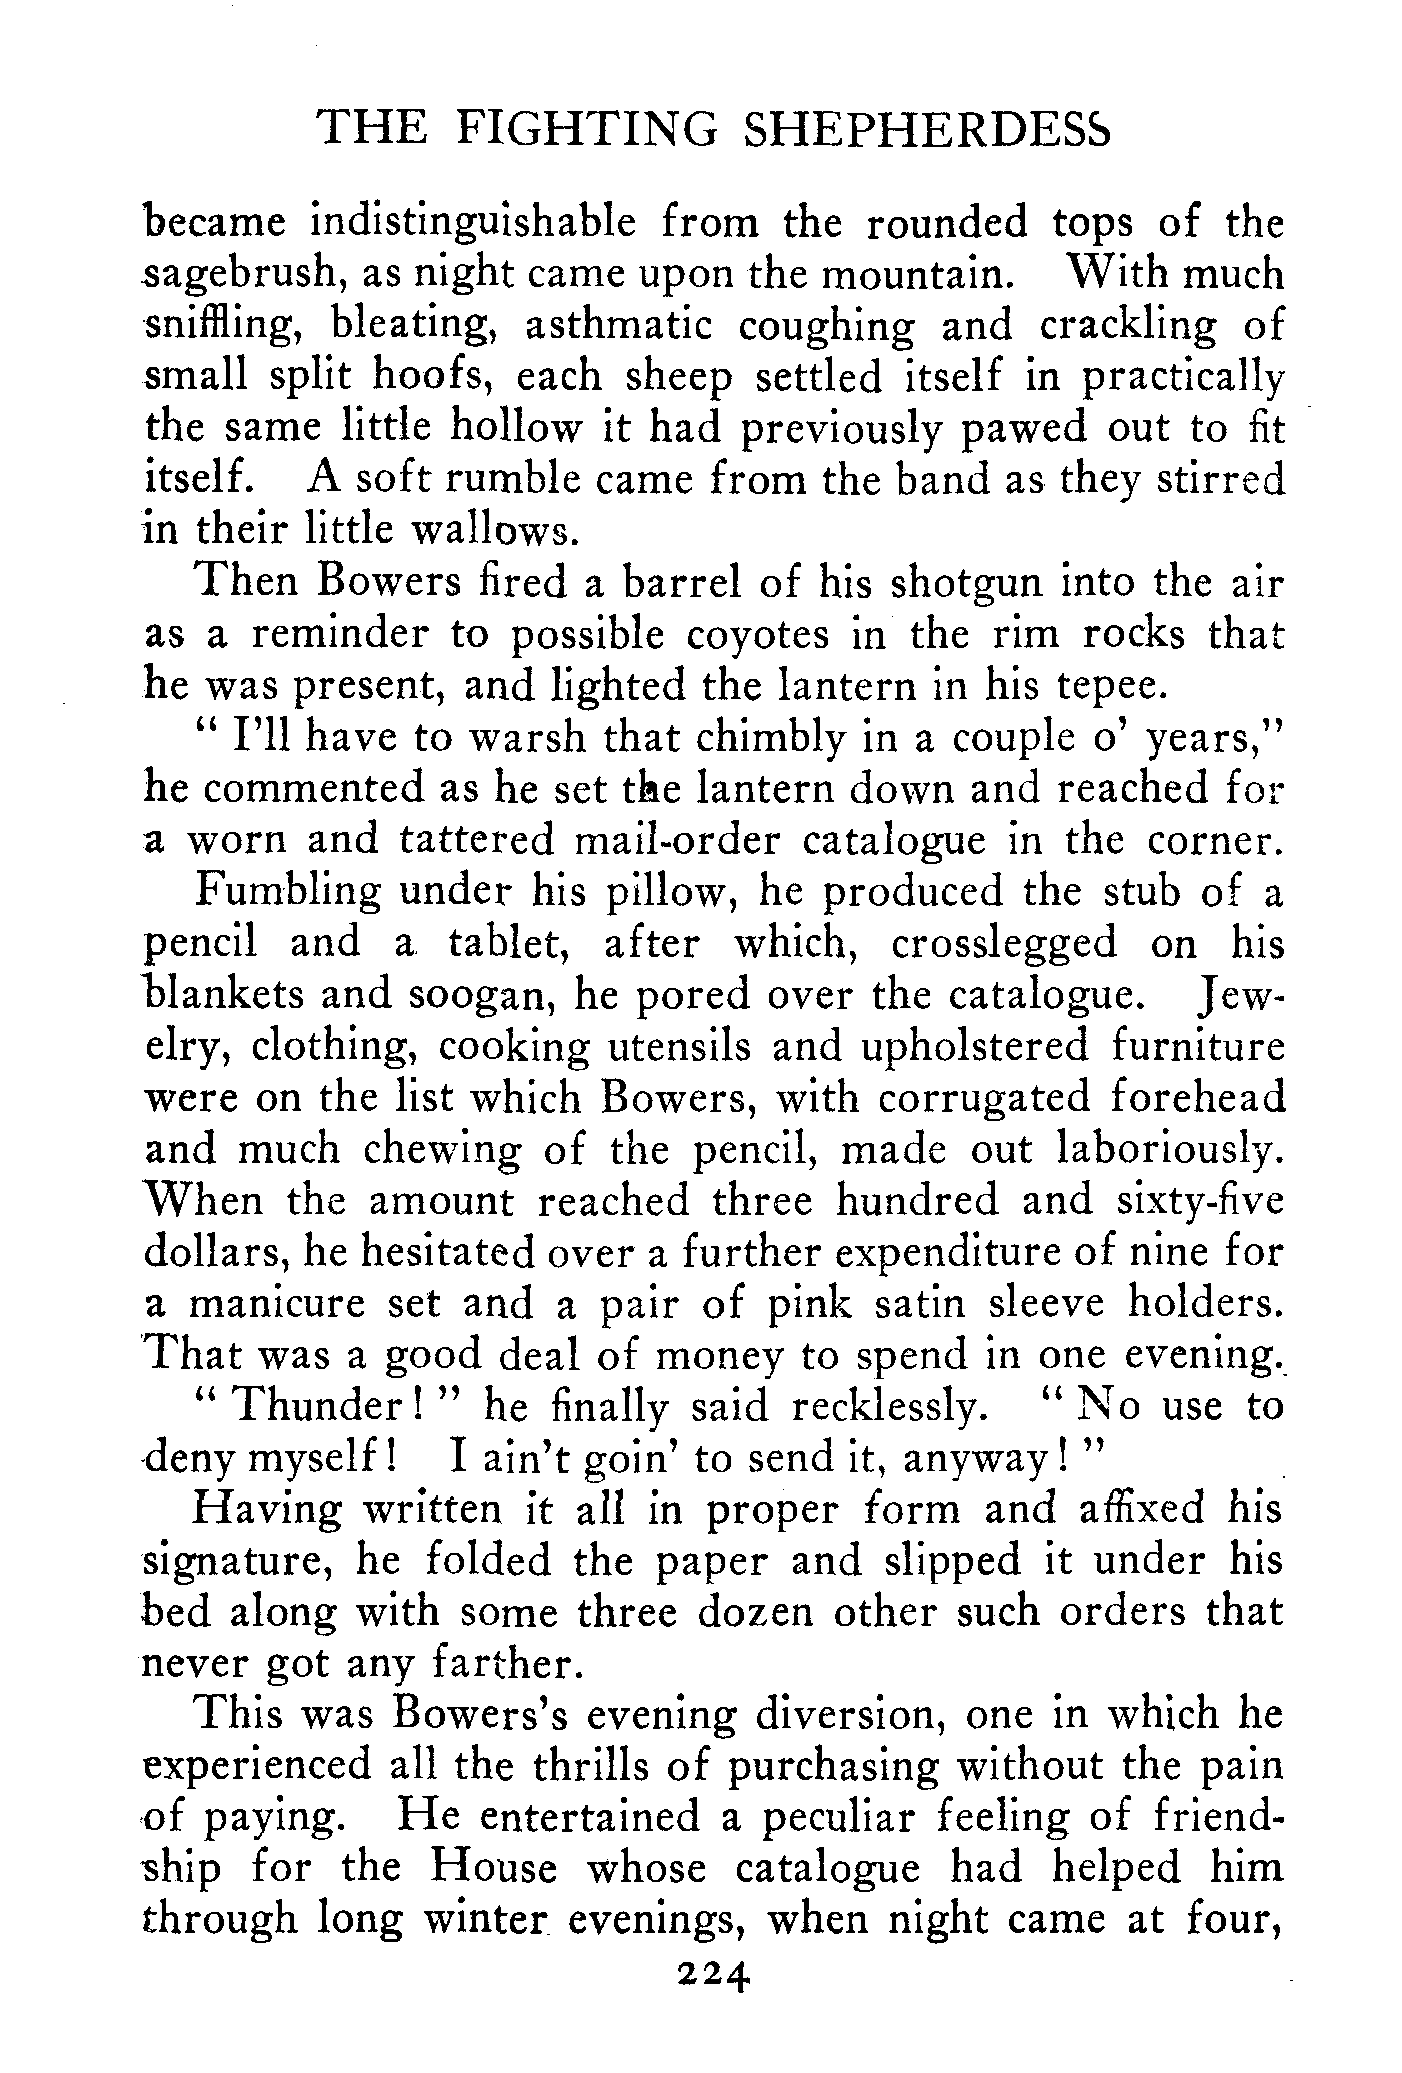 THE FIGHTING SHEPHERDESS
became indistinguishable from the rounded tops of the
sagebrush, as night came upon the mountain. With much
sniffling, bleating, asthmatic coughing and crackling of
small split hoofs, each sheep settled itself in practically
the same little hollow it had previously pawed out to fit
itself. A soft rumble came from the band as they stirred
in their little wallows.
Then Bowers fired a barrel of his shotgun into the air
as a reminder to possible coyotes in the rim rocks that
he was present, and lighted the lantern in his tepee.
" I'll have to warsh that chimbly in a couple o' years,"
he commented as he set the lantern down and reached for
a worn and tattered mail-order catalogue in the corner.
Fumbling under his pillow, he produced the stub of a
pencil and a tablet, after which, crosslegged on his
blankets and soogan, he pored over the catalogue. Jew-
elry, clothing, cooking utensils and upholstered furniture
were on the list which Bowers, with corrugated forehead
and much chewing of the pencil, made out laboriously.
When the amount reached three hundred and sixty-five
dollars, he hesitated over a further expenditure of nine for
a manicure set and a pair of pink satin sleeve holders.
That was a good deal of money to spend in one evening.
" Thunder! " he finally said recklessly. " No use to
deny myself! I ain't goin' to send it, anyway! "
Having written it all in proper form and affixed his
signature, he folded the paper and slipped it under his
bed along with some three dozen other such orders that
never got any farther.
This was Bowers's evening diversion, one in which he
experienced all the thrills of purchasing without the pain
of paying. He entertained a peculiar feeling of friend-
ship for the House whose catalogue had helped him
through long winter evenings, when night came at four,
224